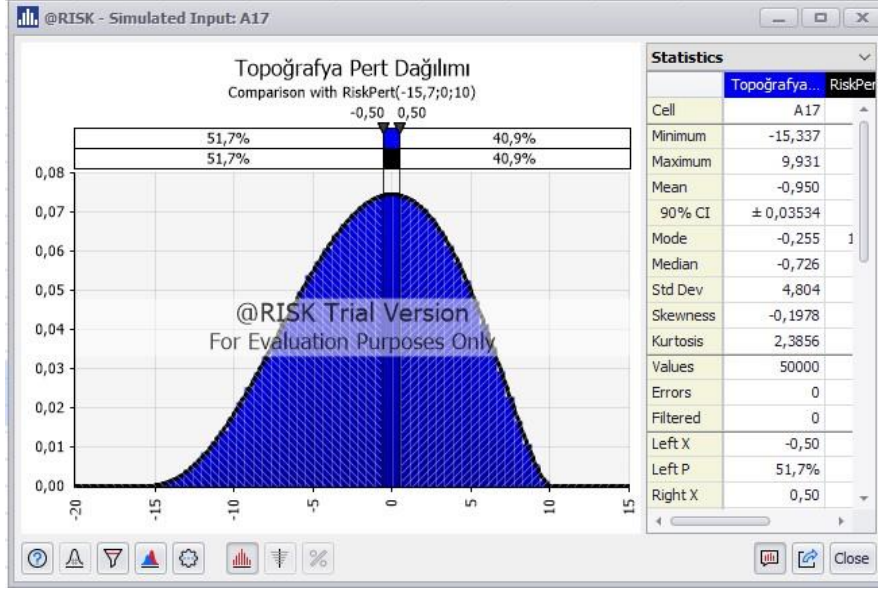 @RISK - Simulated Input: A17
Topoğrafya Pert Dağılımı
Comparison with RiskPert(-15,7;0;10)
-0,50 0,50
51,7% 40,9%
51,7% 40,9%
0,08
0,07
0,06
0,05
0,04
0,03
0,02
0,01
0,00
-20 -15 -10 -5 0 5 10 15
@RISK Trial Version
For Evaluation Purposes Only
Statistics
Topoğrafya... RiskPer
Cell A17
Minimum -15,337
Maximum 9,931
Mean -0,950
90% CI ± 0,03534
Mode -0,255 1
Median -0,726
Std Dev 4,804
Skewness -0,1978
Kurtosis 2,3856
Values 50000
Errors 0
Filtered 0
Left X -0,50
Left P 51,7%
Right X 0,50
Close